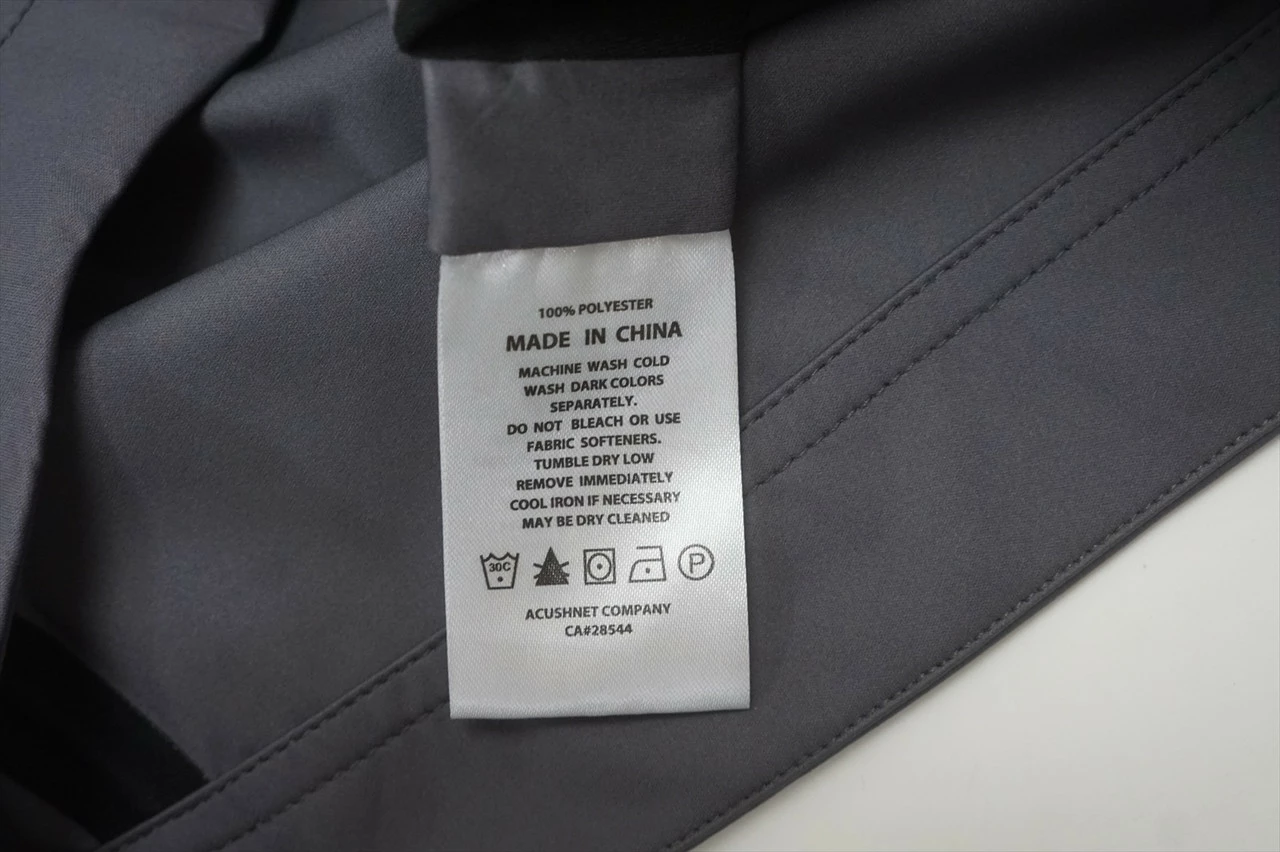 100% POLYESTER
MADE IN CHINA
MACHINE WASH COLD
WASH DARK COLORS
SEPARATELY.
DO NOT BLEACH OR USE
FABRIC SOFTENERS.
TUMBLE DRY LOW
REMOVE IMMEDIATELY
COOL IRON IF NECESSARY
MAY BE DRY CLEANED
30C P
ACUSHNET COMPANY
CA#28544